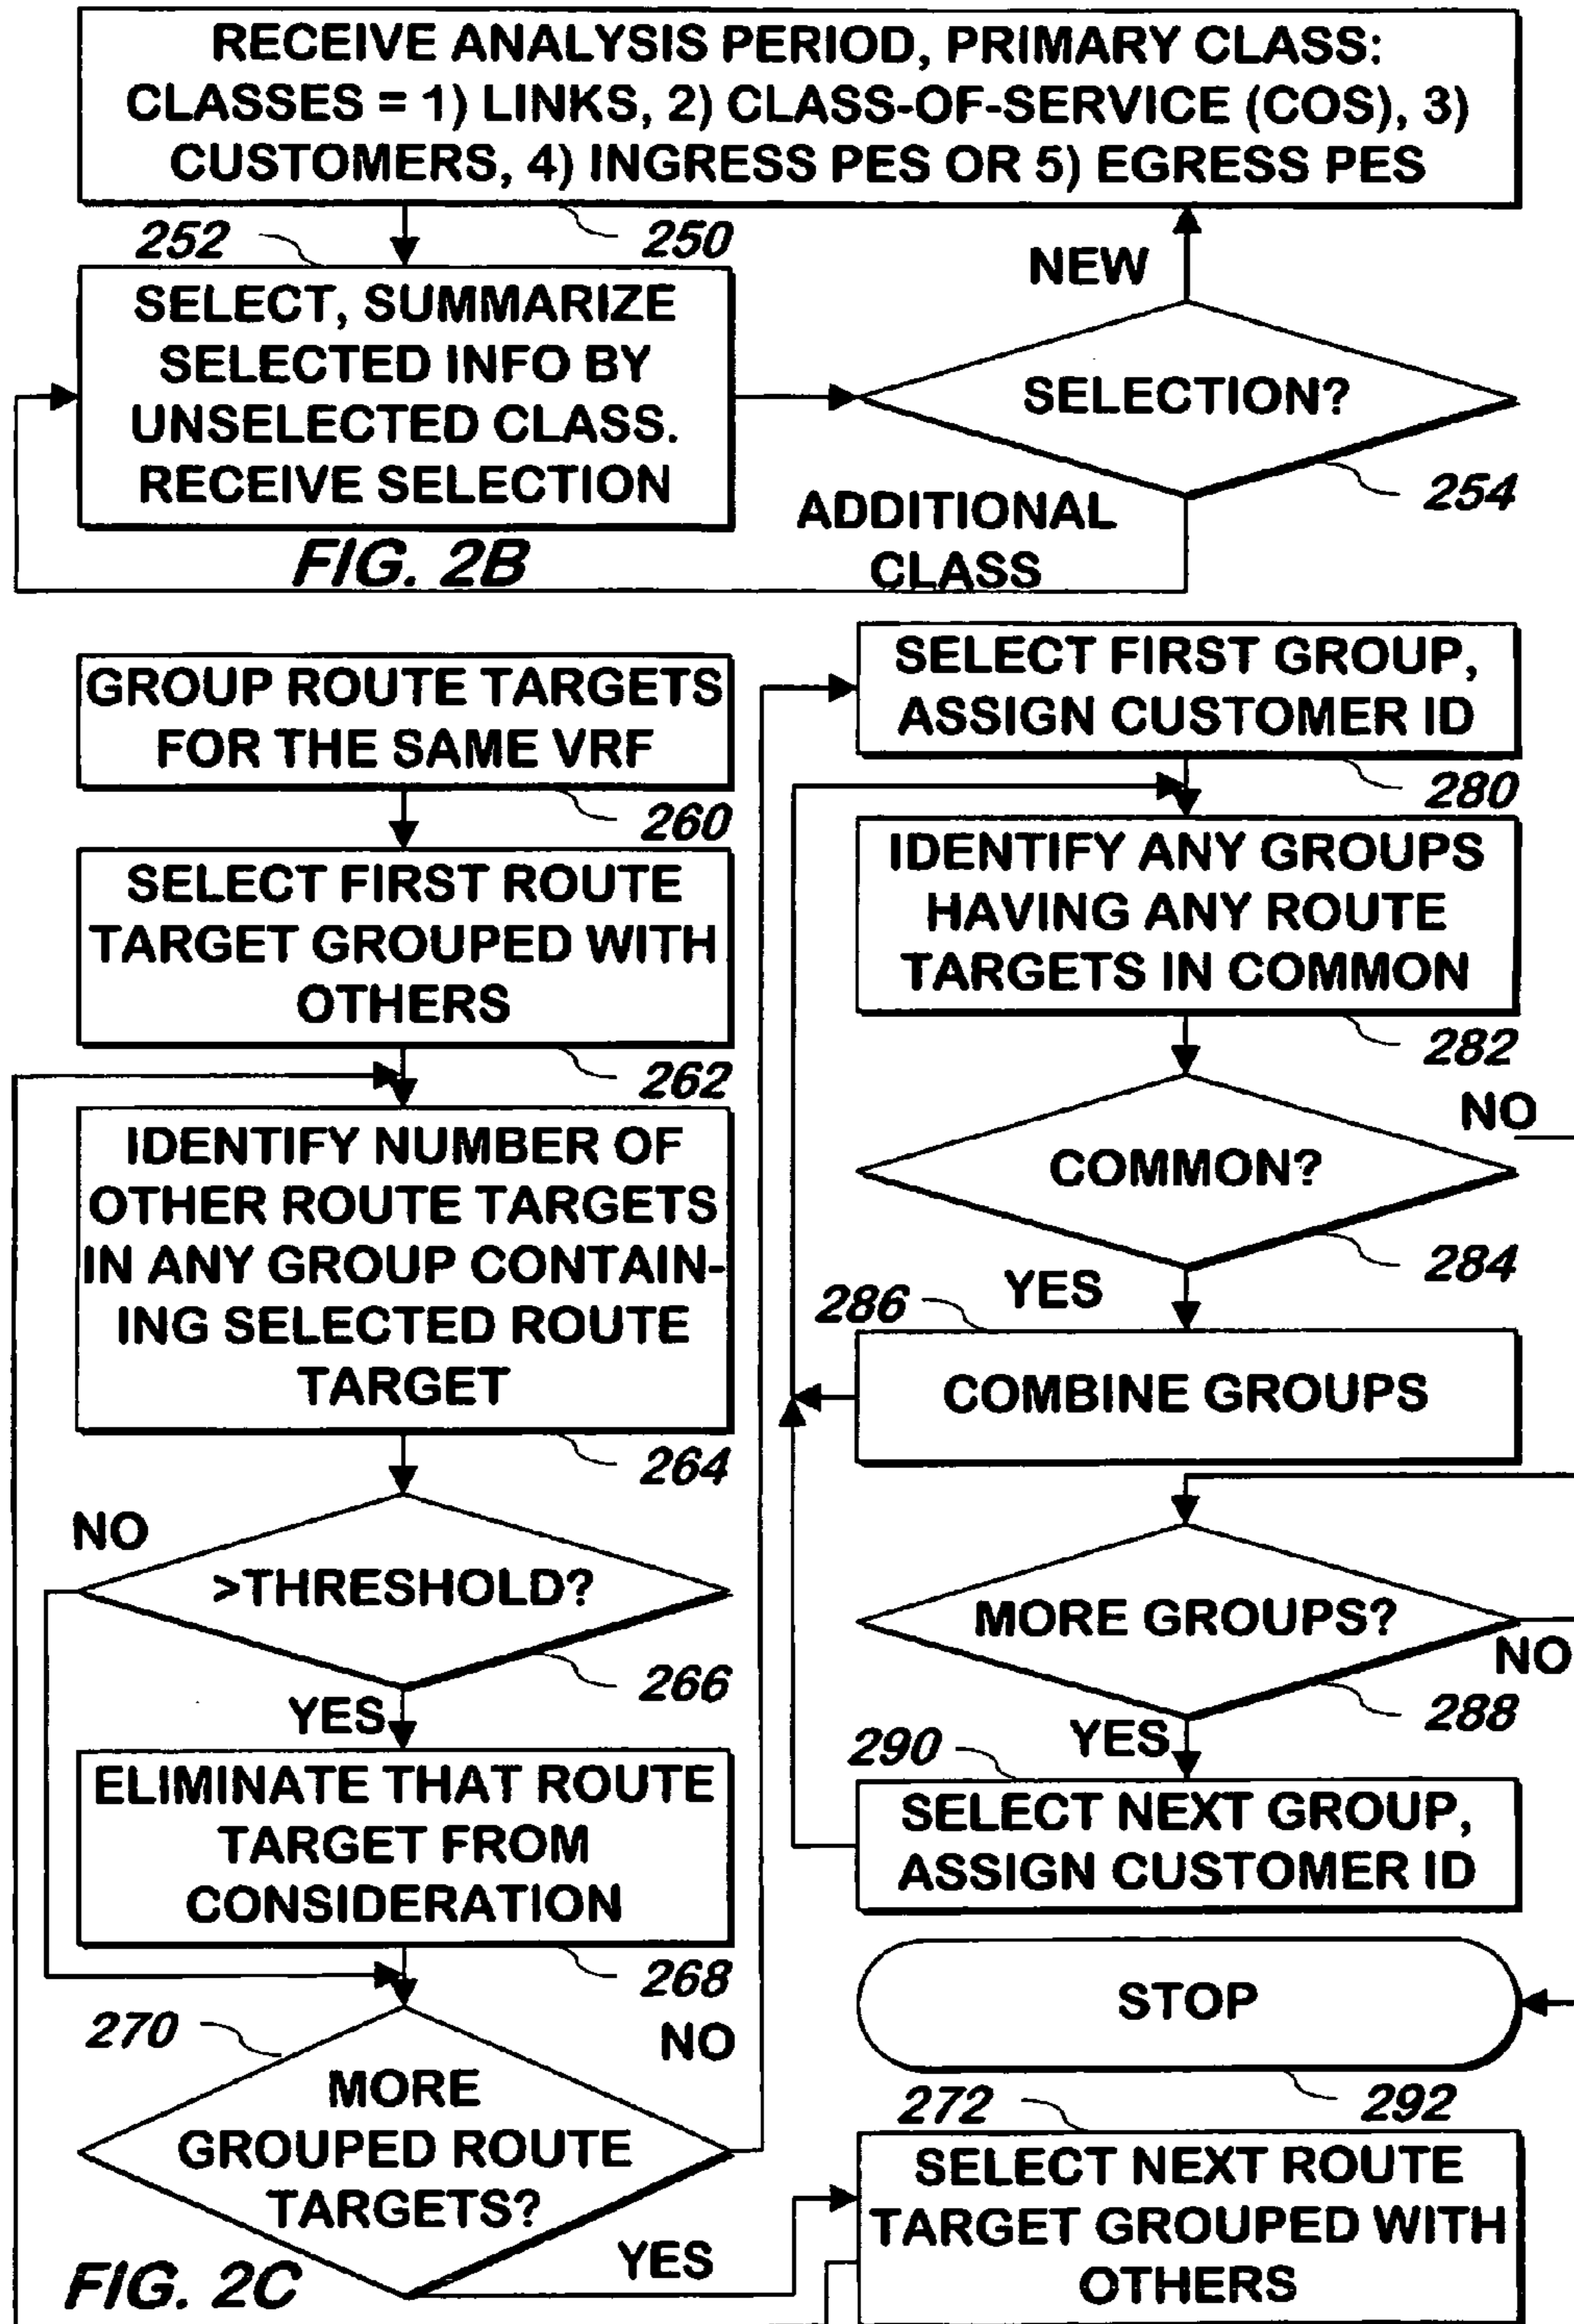 RECEIVE ANALYSIS PERIOD, PRIMARY CLASS:
CLASSES = 1) LINKS, 2) CLASS-OF-SERVICE (COS), 3)
CUSTOMERS, 4) INGRESS PES OR 5) EGRESS PES
250
252
SELECT, SUMMARIZE
SELECTED INFO BY
UNSELECTED CLASS.
RECEIVE SELECTION
NEW
SELECTION?
254
ADDITIONAL
CLASS
FIG. 2B
GROUP ROUTE TARGETS
FOR THE SAME VRF
260
SELECT FIRST ROUTE
TARGET GROUPED WITH
OTHERS
262
IDENTIFY NUMBER OF
OTHER ROUTE TARGETS
IN ANY GROUP CONTAIN-
ING SELECTED ROUTE
TARGET
264
NO
>THRESHOLD?
266
YES
ELIMINATE THAT ROUTE
TARGET FROM
CONSIDERATION
268
270
NO
MORE
GROUPED ROUTE
TARGETS?
YES
FIG. 2C
SELECT FIRST GROUP,
ASSIGN CUSTOMER ID
280
IDENTIFY ANY GROUPS
HAVING ANY ROUTE
TARGETS IN COMMON
282
NO
COMMON?
284
YES
286
COMBINE GROUPS
MORE GROUPS?
NO
288
YES
290
SELECT NEXT GROUP,
ASSIGN CUSTOMER ID
STOP
292
272
SELECT NEXT ROUTE
TARGET GROUPED WITH
OTHERS